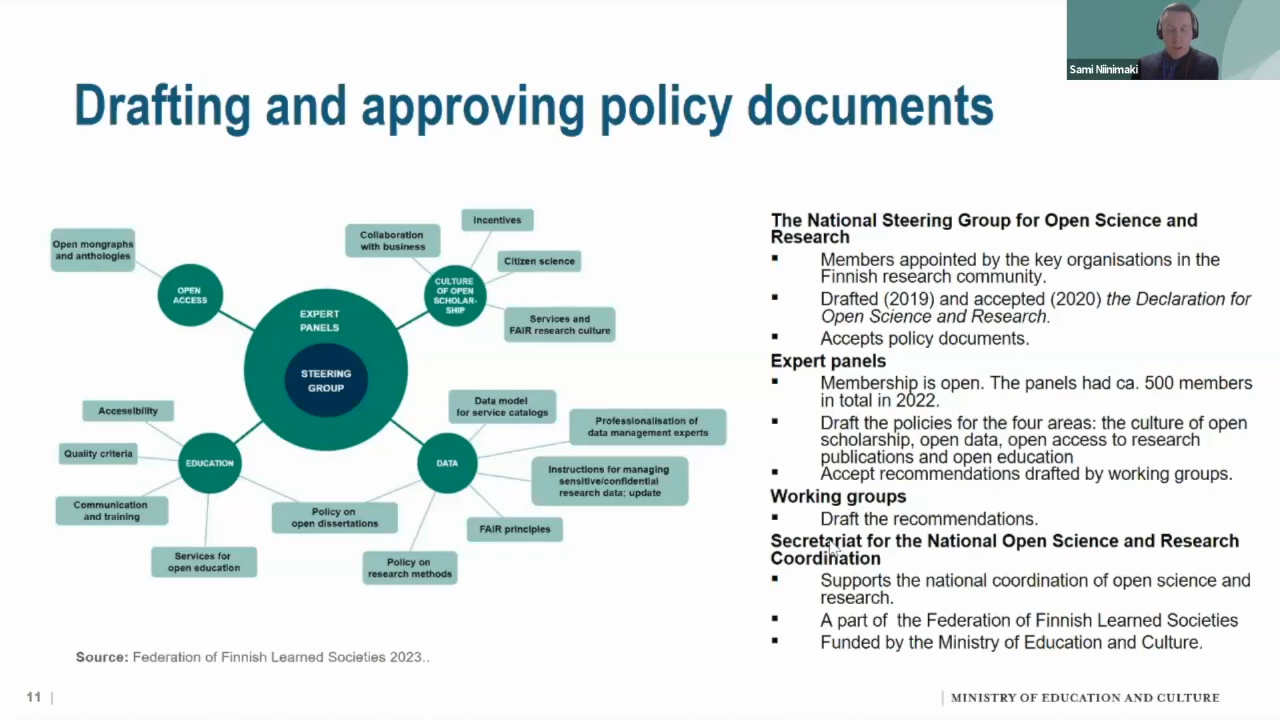 Sami Niinimaki
Drafting and approving policy documents
Open mongraphs
and anthologies
OPEN
ACCESS
Collaboration
with business
Incentives
Citizen science
CULTURE
OF OPEN
SCHOLAR-
SHIP
Services and
FAIR research culture
EXPERT
PANELS
STEERING
GROUP
Accessibility
Quality criteria
EDUCATION
Communication
and training
Services for
open education
Policy on
open dissertations
DATA
Data model
for service catalogs
Professionalisation of
data management experts
Instructions for managing
sensitive/confidential
research data; update
FAIR principles
Policy on
research methods
The National Steering Group for Open Science and
Research
▪ Members appointed by the key organisations in the
Finnish research community.
▪ Drafted (2019) and accepted (2020) the Declaration for
Open Science and Research.
▪ Accepts policy documents.
Expert panels
▪ Membership is open. The panels had ca. 500 members
in total in 2022.
▪ Draft the policies for the four areas: the culture of open
scholarship, open data, open access to research
publications and open education
▪ Accept recommendations drafted by working groups.
Working groups
▪ Draft the recommendations.
Secretariat for the National Open Science and Research
Coordination
▪ Supports the national coordination of open science and
research.
▪ A part of the Federation of Finnish Learned Societies
▪ Funded by the Ministry of Education and Culture.
Source: Federation of Finnish Learned Societies 2023..
11 |
| MINISTRY OF EDUCATION AND CULTURE